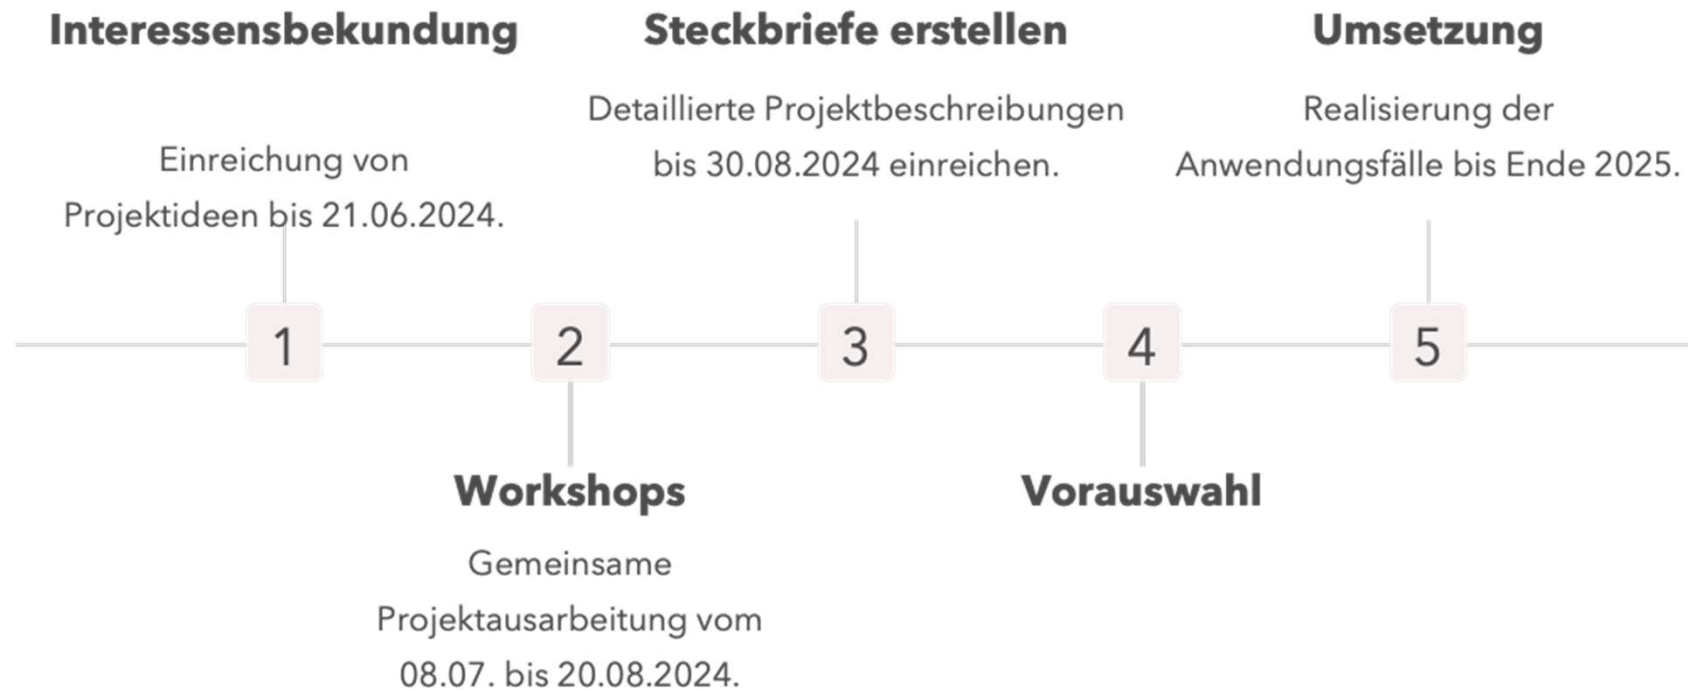 Interessensbekundung
Einreichung von
Projektideen bis 21.06.2024.
1
2
Workshops
Gemeinsame
Projektausarbeitung vom
08.07. bis 20.08.2024.
Steckbriefe erstellen
Detaillierte Projektbeschreibungen
bis 30.08.2024 einreichen.
3
4
Vorauswahl
Umsetzung
Realisierung der
Anwendungsfälle bis Ende 2025.
5